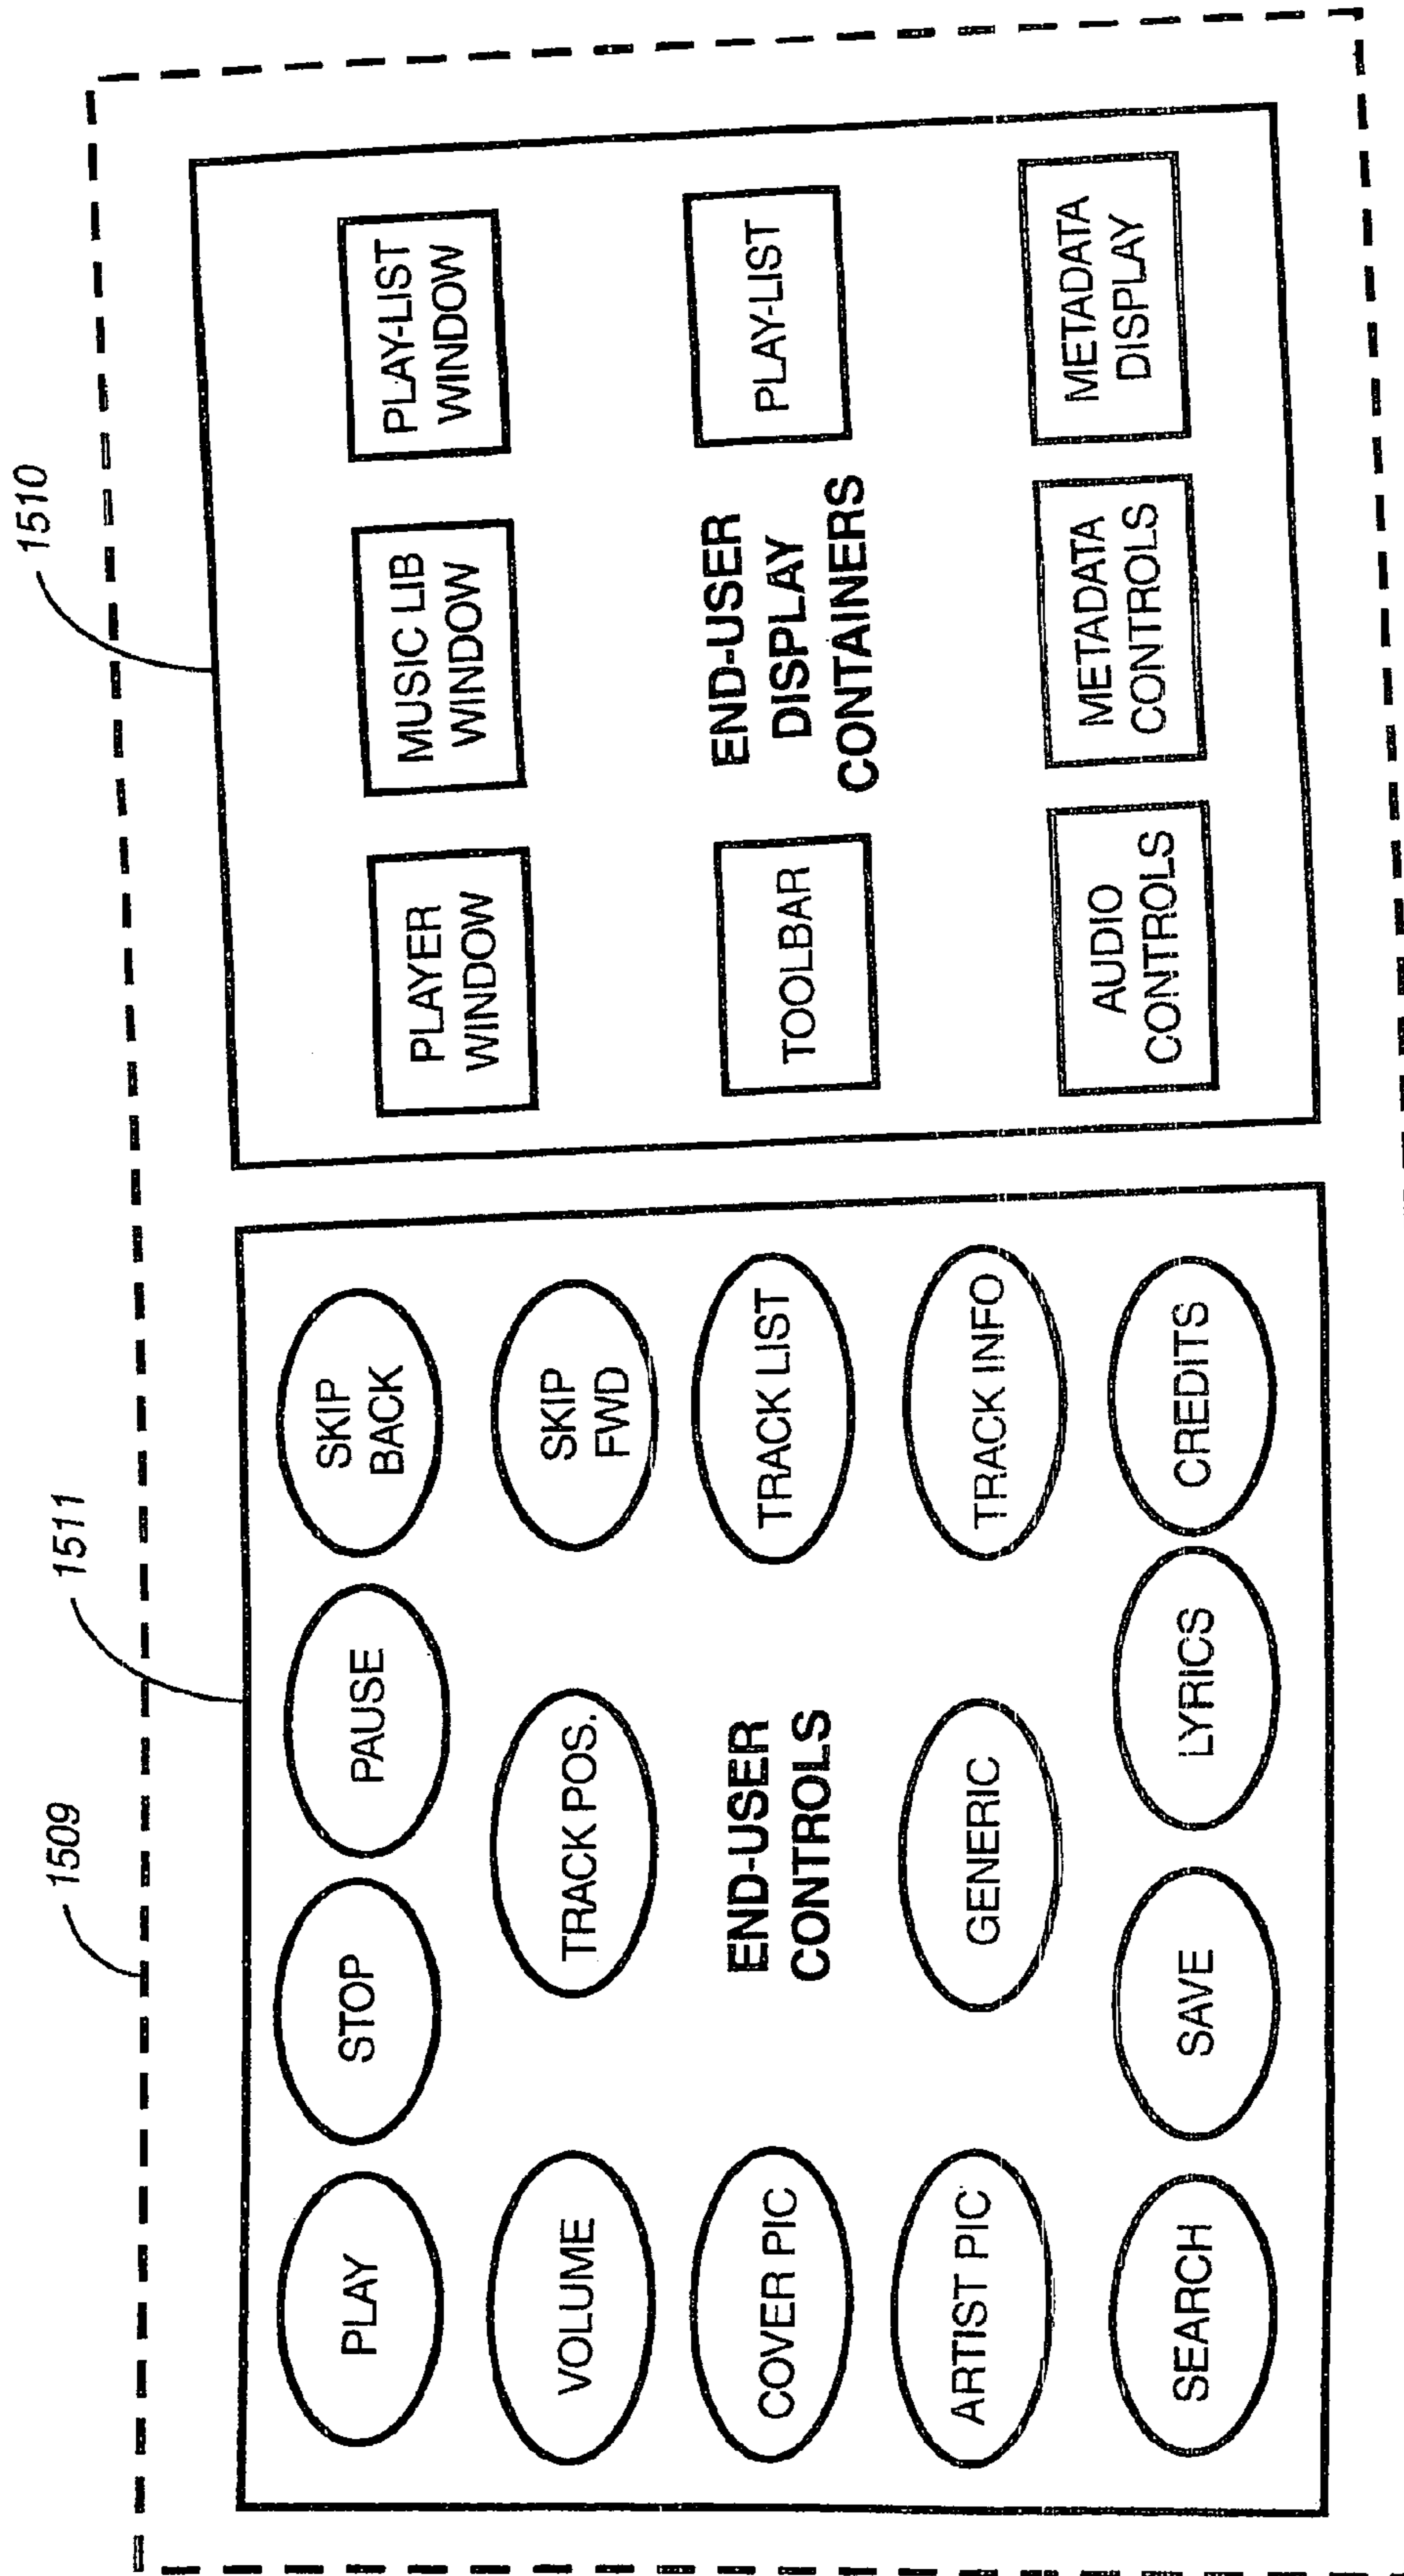 1509
1511
1510
PLAY
STOP
PAUSE
SKIP
BACK
VOLUME
TRACK POS.
SKIP
FWD
COVER PIC
END-USER
CONTROLS
TRACK LIST
ARTIST PIC
GENERIC
TRACK INFO
SEARCH
SAVE
LYRICS
CREDITS
PLAYER
WINDOW
MUSIC LIB
WINDOW
PLAY-LIST
WINDOW
TOOLBAR
END-USER
DISPLAY
CONTAINERS
PLAY-LIST
AUDIO
CONTROLS
METADATA
CONTROLS
METADATA
DISPLAY